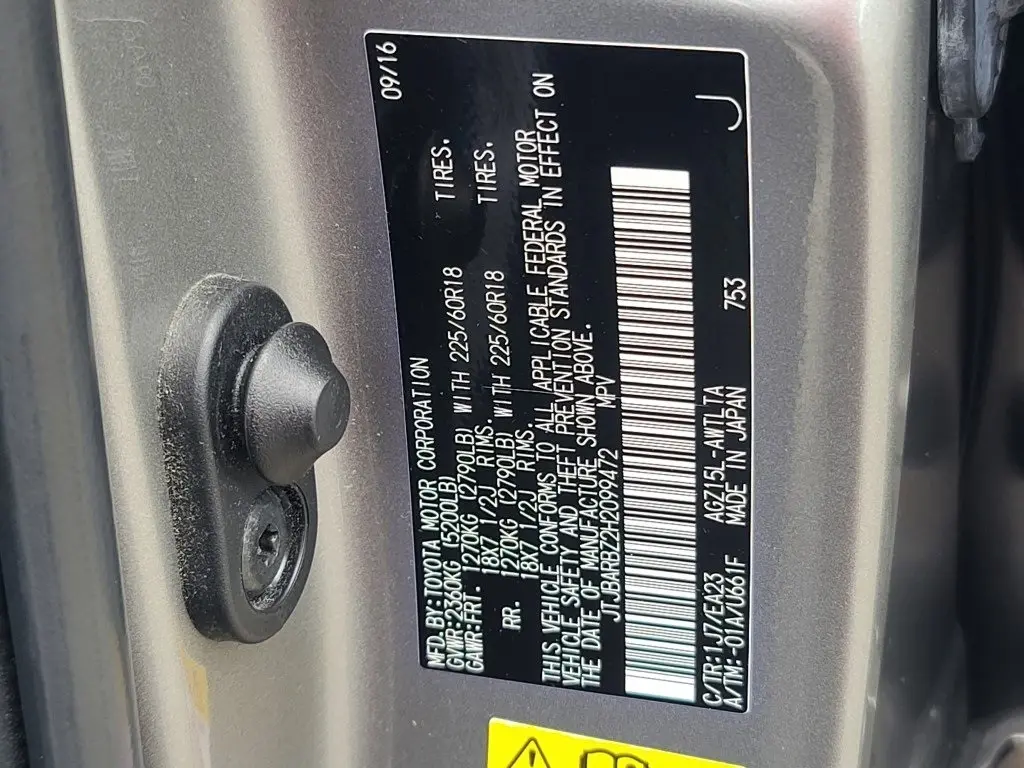 MFD.BY:TOYOTA MOTOR CORPORATION 09/16
GVWR:2360KG (5200LB)
GAWR:FRT. 1270KG (2790LB) WITH 225/60R18 TIRES.
18X7 1/2J RIMS.
RR. 1270KG (2790LB) WITH 225/60R18 TIRES.
18X7 1/2J RIMS.
THIS VEHICLE CONFORMS TO ALL APPLICABLE FEDERAL MOTOR
VEHICLE SAFETY AND THEFT PREVENTION STANDARDS IN EFFECT ON
THE DATE OF MANUFACTURE SHOWN ABOVE.
JTJBARBZ2H2099472 MPV
C/TR:1J7/EA23 AGZ15L-AWTLTA 753 J
A/TM:-01A/U661F MADE IN JAPAN